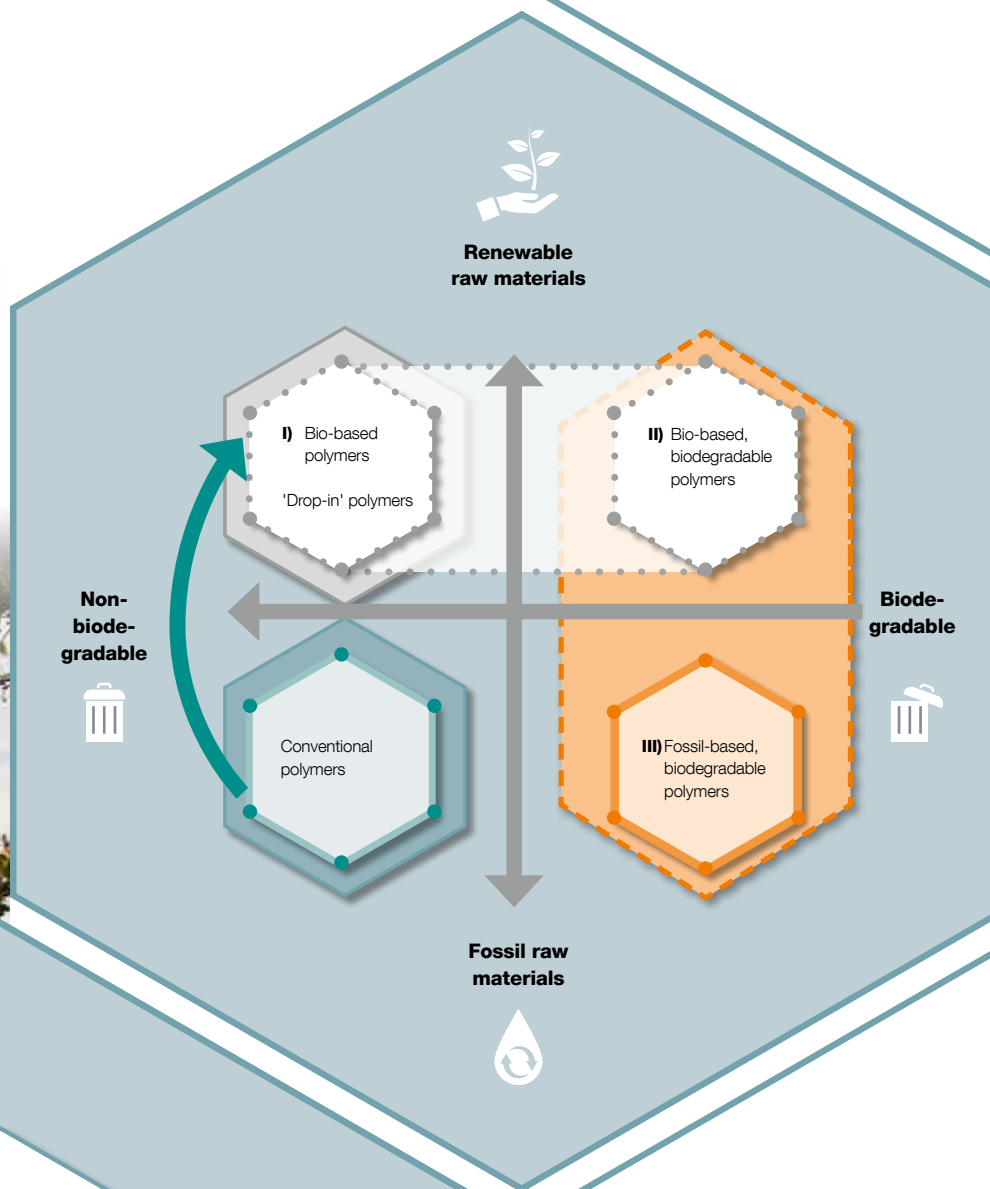 Renewable
raw materials
I) Bio-based
polymers
'Drop-in' polymers
II) Bio-based,
biodegradable
polymers
Non-
biode-
gradable
Biode-
gradable
Conventional
polymers
III) Fossil-based,
biodegradable
polymers
Fossil raw
materials